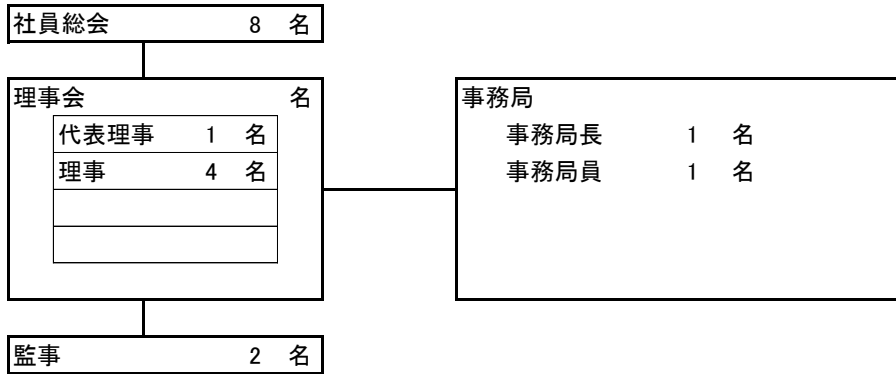 社員総会 8 名
理事会 名
代表理事 1 名
理事 4 名
事務局
事務局長 1 名
事務局員 1 名
監事 2 名